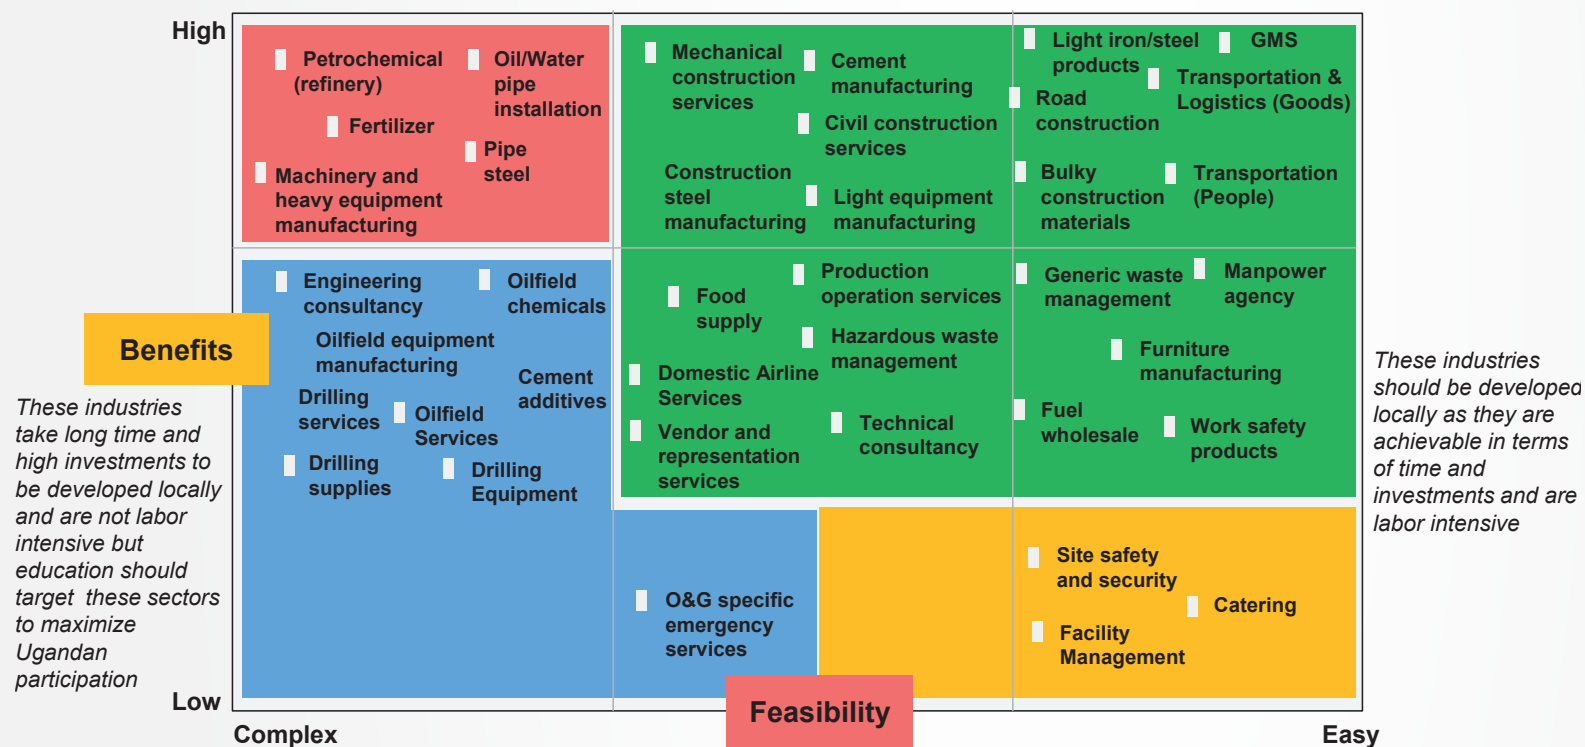 High
Petrochemical
(refinery)
Oil/Water
pipe
installation
Fertilizer
Pipe
steel
Machinery and
heavy equipment
manufacturing
Mechanical
construction
services
Cement
manufacturing
Civil construction
services
Construction
steel
manufacturing
Light equipment
manufacturing
Light iron/steel
products
GMS
Transportation &
Logistics (Goods)
Road
construction
Bulky
construction
materials
Transportation
(People)
Engineering
consultancy
Oilfield
chemicals
Oilfield equipment
manufacturing
Cement
additives
Drilling
services
Oilfield
Services
Drilling
supplies
Drilling
Equipment
Production
operation services
Food
supply
Hazardous waste
management
Domestic Airline
Services
Vendor and
representation
services
Technical
consultancy
Generic waste
management
Manpower
agency
Furniture
manufacturing
Fuel
wholesale
Work safety
products
O&G specific
emergency
services
Site safety
and security
Catering
Facility
Management
Benefits
These industries
take long time and
high investments to
be developed locally
and are not labor
intensive but
education should
target these sectors
to maximize
Ugandan
participation
These industries
should be developed
locally as they are
achievable in terms
of time and
investments and are
labor intensive
Low
Feasibility
Complex
Easy